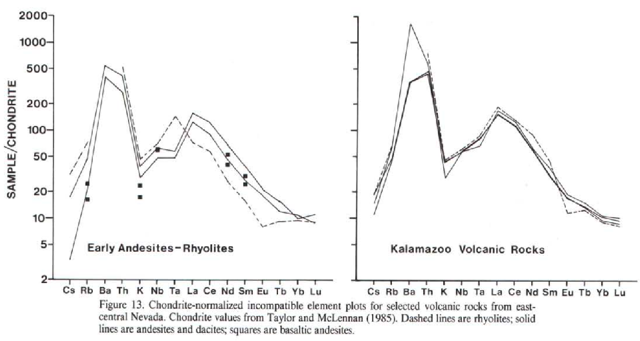 SAMPLE/CHONDRITE
2000
1000
500
200
100
50
20
10
5
2
Early Andesites-Rhyolites
Cs Rb Ba Th K Nb Ta La Ce Nd Sm Eu Tb Yb Lu
Kalamazoo Volcanic Rocks
Cs Rb Ba Th K Nb Ta La Ce Nd Sm Eu Tb Yb Lu
Figure 13. Chondrite-normalized incompatible element plots for selected volcanic rocks from east-
central Nevada. Chondrite values from Taylor and McLennan (1985). Dashed lines are rhyolites; solid
lines are andesites and dacites; squares are basaltic andesites.